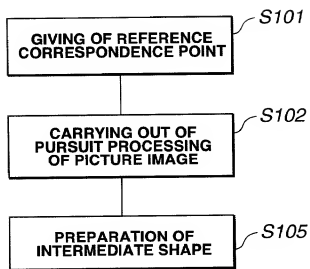 S101
GIVING OF REFERENCE
CORRESPONDENCE POINT
S102
CARRYING OUT OF
PURSUIT PROCESSING
OF PICTURE IMAGE
S105
PREPARATION OF
INTERMEDIATE SHAPE